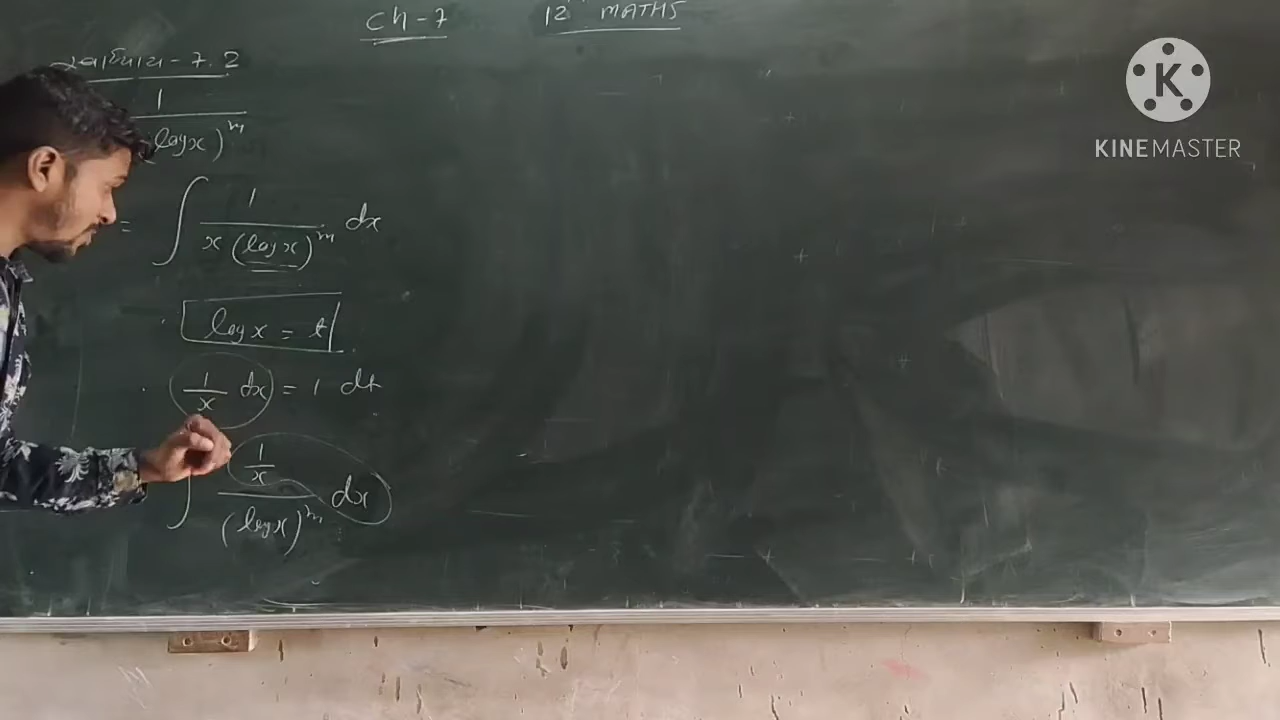 Ch-7 12 MATHS
સ્વાધ્યાય-7.2
KINEMASTER
1 / (log x)^m
= ∫ 1 / x (log x)^m dx
log x = t
1/x dx = 1 dt
∫ 1/x / (log x)^m dx